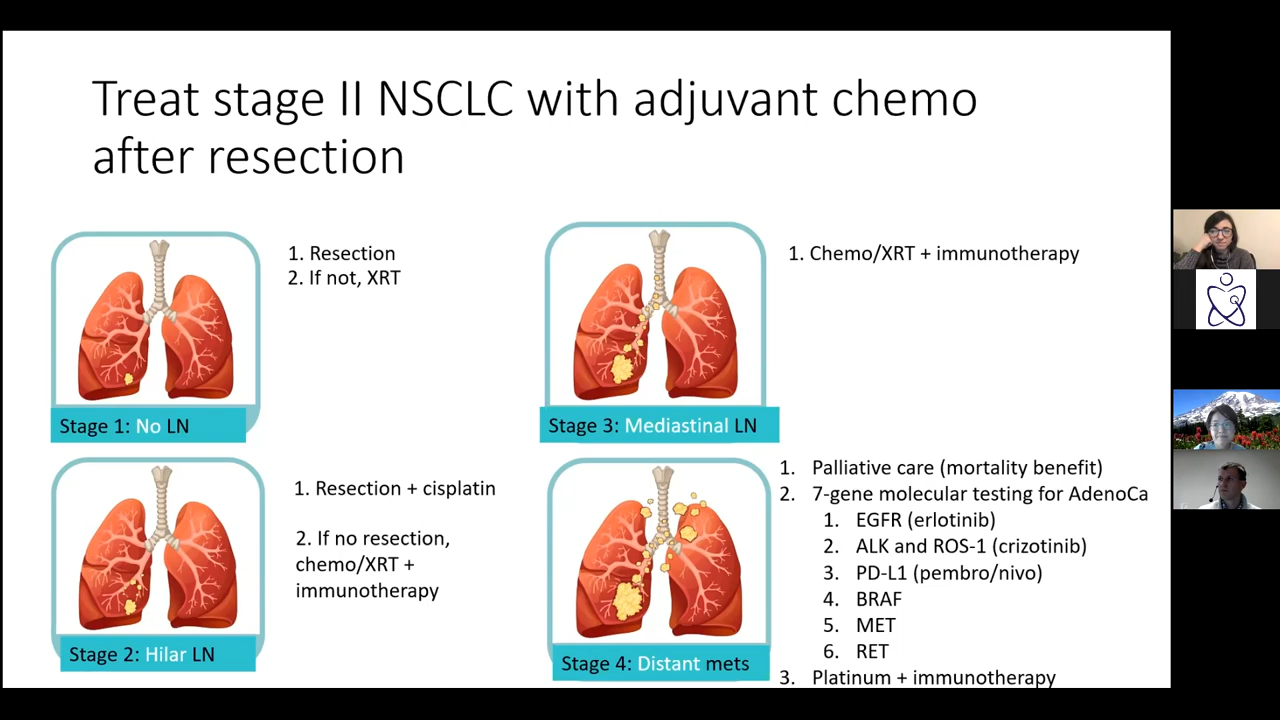 Treat stage II NSCLC with adjuvant chemo
after resection
1. Resection
2. If not, XRT
Stage 1: No LN
1. Resection + cisplatin
2. If no resection,
chemo/XRT +
immunotherapy
Stage 2: Hilar LN
1. Chemo/XRT + immunotherapy
Stage 3: Mediastinal LN
1. Palliative care (mortality benefit)
2. 7-gene molecular testing for AdenoCa
1. EGFR (erlotinib)
2. ALK and ROS-1 (crizotinib)
3. PD-L1 (pembro/nivo)
4. BRAF
5. MET
6. RET
3. Platinum + immunotherapy
Stage 4: Distant mets